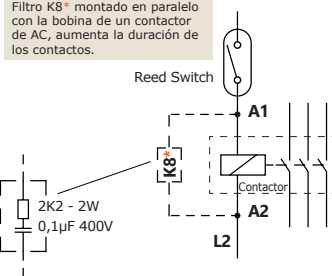 Filtro K8* montado en paralelo
con la bobina de un contactor
de AC, aumenta la duración de
los contactos.
Reed Switch
A1
K8*
Contactor
2K2 - 2W
0,1µF 400V
A2
L2